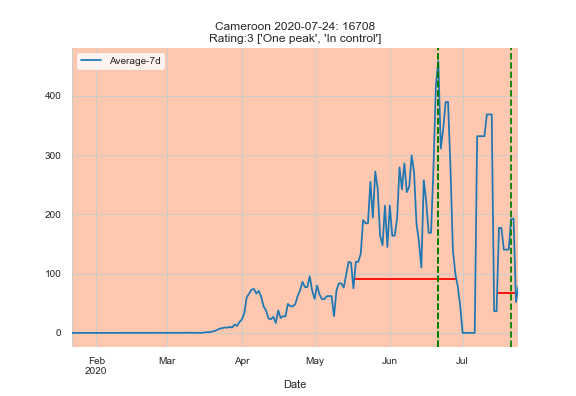 Cameroon 2020-07-24: 16708
Rating:3 ['One peak', 'In control']
Average-7d
400
300
200
100
0
Feb
2020
Mar
Apr
May
Jun
Jul
Date